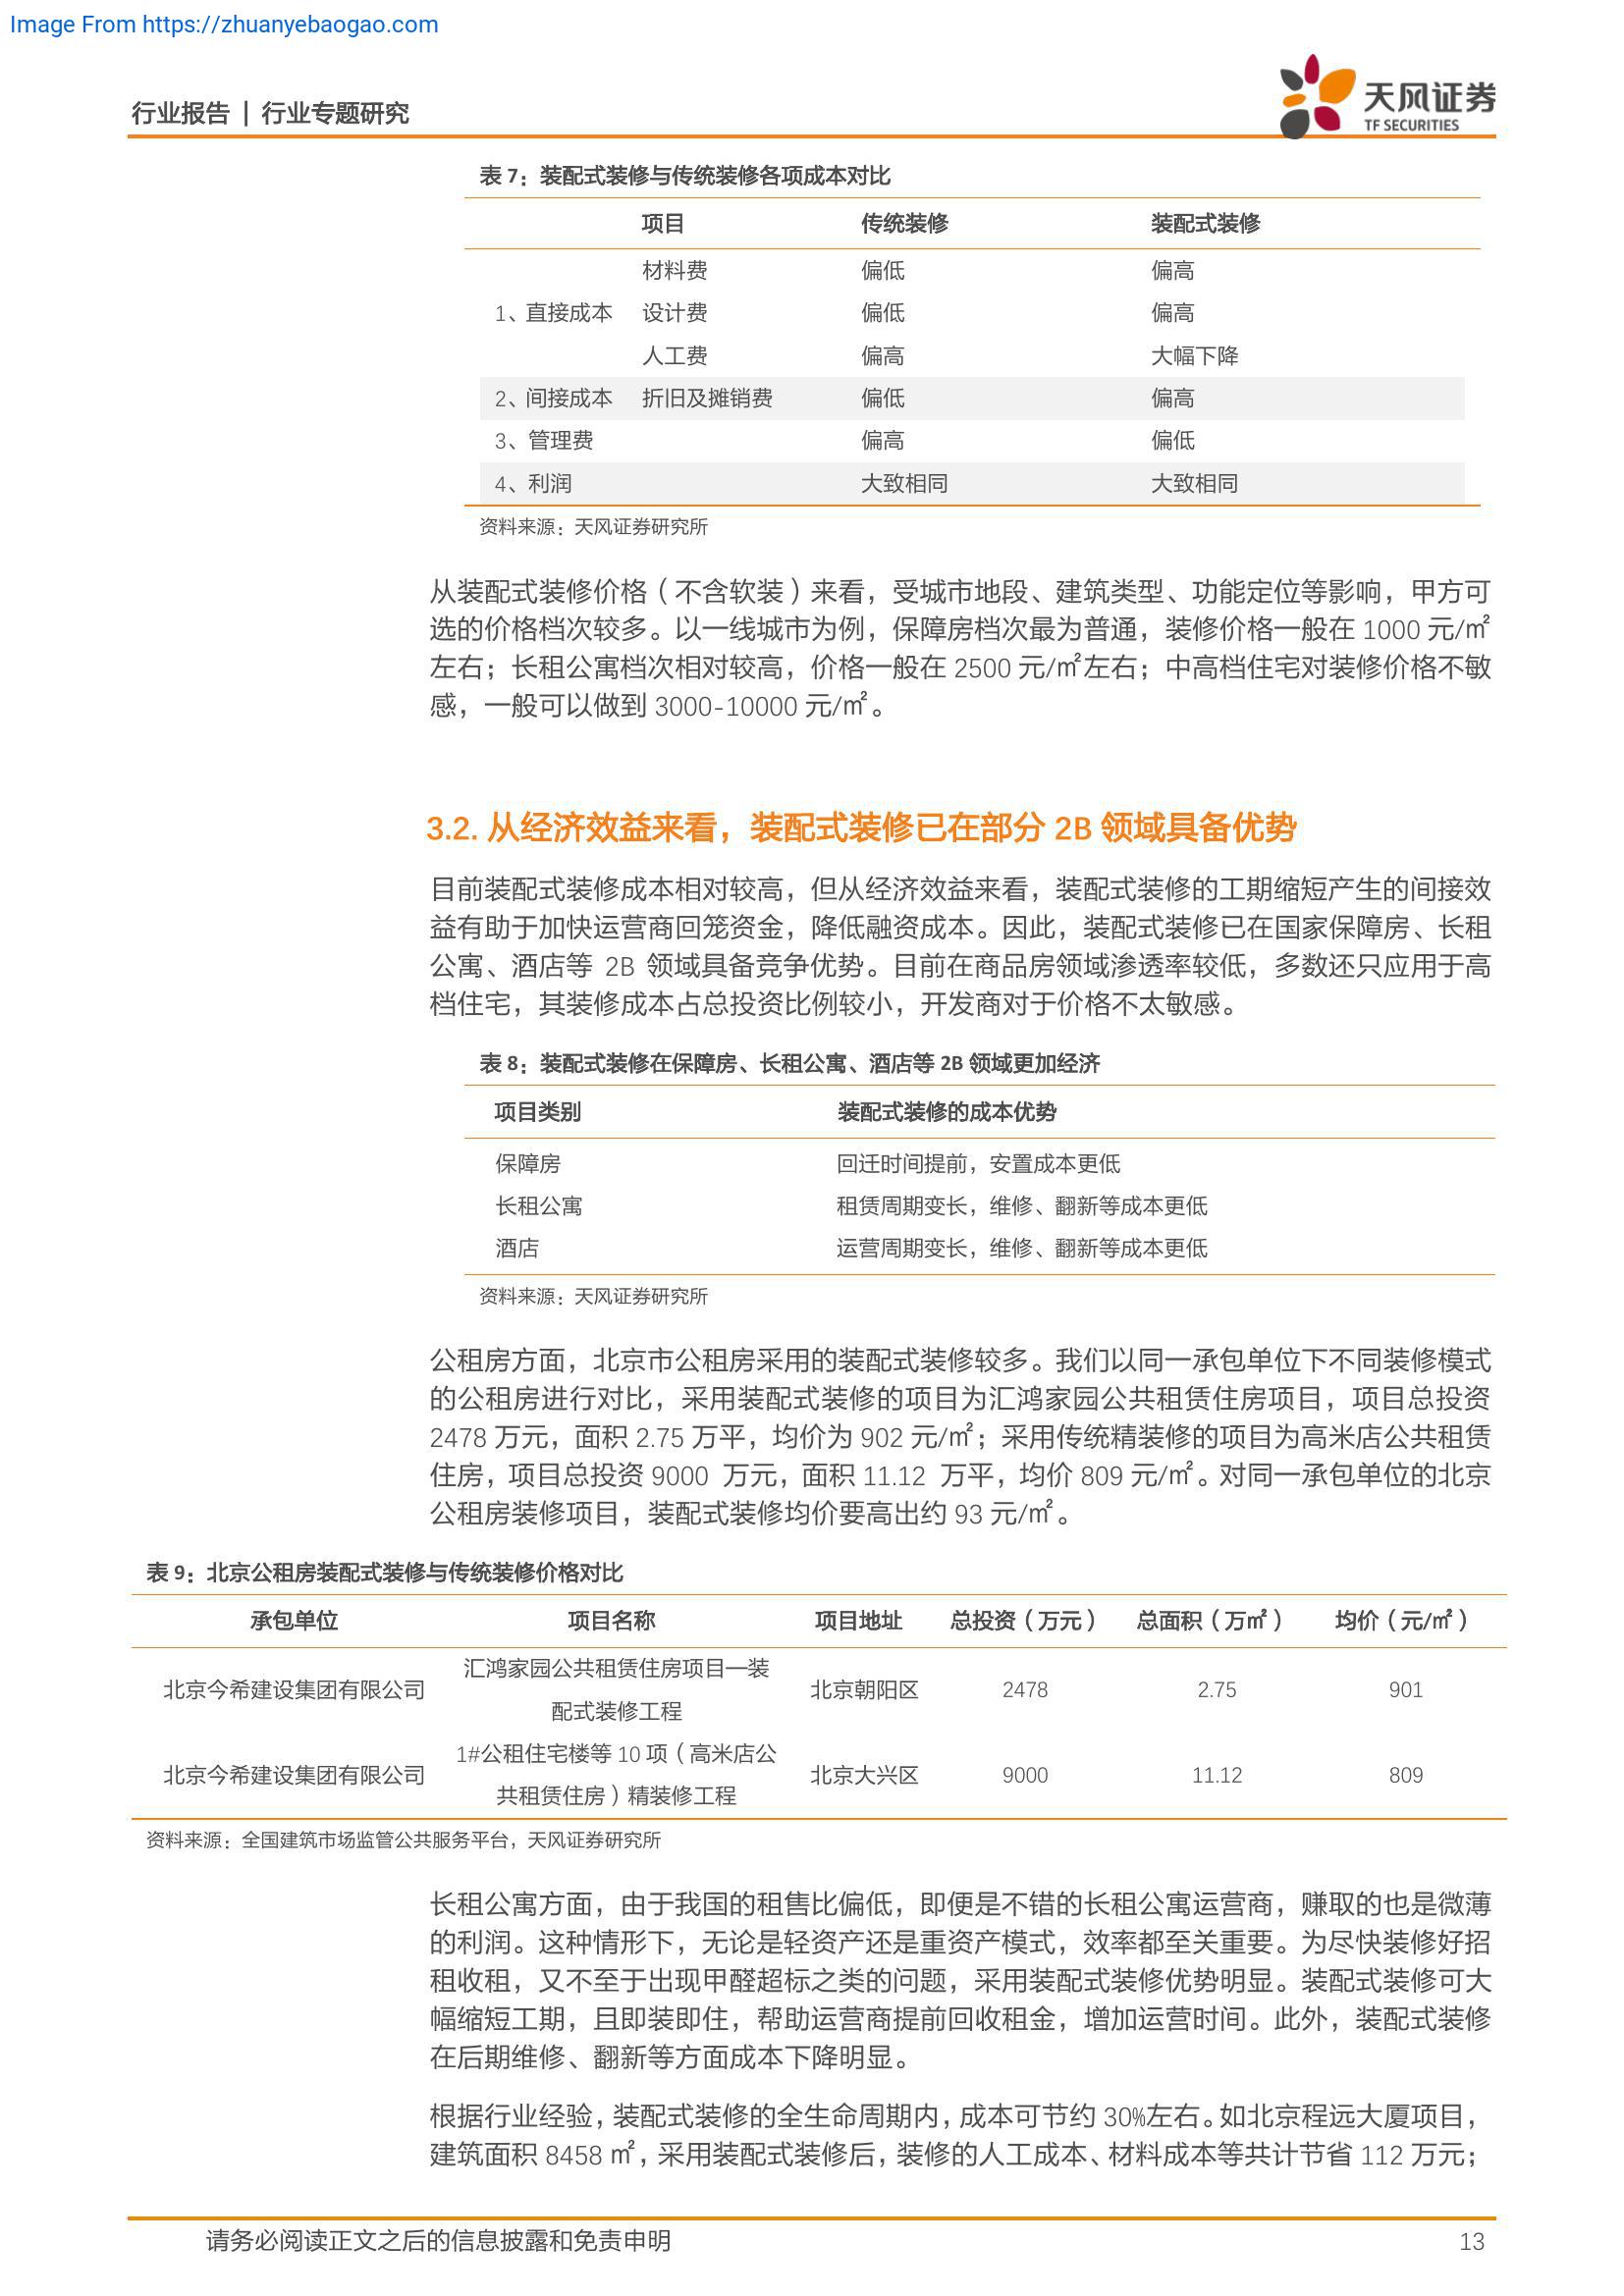 Image From https://zhuanyebaogao.com
行业报告 | 行业专题研究
天风证券
TF SECURITIES
表 7：装配式装修与传统装修各项成本对比
项目 传统装修 装配式装修
材料费 偏低 偏高
1、直接成本 设计费 偏低 偏高
人工费 偏高 大幅下降
2、间接成本 折旧及摊销费 偏低 偏高
3、管理费 偏高 偏低
4、利润 大致相同 大致相同
资料来源：天风证券研究所
从装配式装修价格（不含软装）来看，受城市地段、建筑类型、功能定位等影响，甲方可
选的价格档次较多。以一线城市为例，保障房档次最为普通，装修价格一般在 1000 元/㎡
左右；长租公寓档次相对较高，价格一般在 2500 元/㎡左右；中高档住宅对装修价格不敏
感，一般可以做到 3000-10000 元/㎡。
3.2. 从经济效益来看，装配式装修已在部分 2B 领域具备优势
目前装配式装修成本相对较高，但从经济效益来看，装配式装修的工期缩短产生的间接效
益有助于加快运营商回笼资金，降低融资成本。因此，装配式装修已在国家保障房、长租
公寓、酒店等 2B 领域具备竞争优势。目前在商品房领域渗透率较低，多数还只应用于高
档住宅，其装修成本占总投资比例较小，开发商对于价格不太敏感。
表 8：装配式装修在保障房、长租公寓、酒店等 2B 领域更加经济
项目类别 装配式装修的成本优势
保障房 回迁时间提前，安置成本更低
长租公寓 租赁周期变长，维修、翻新等成本更低
酒店 运营周期变长，维修、翻新等成本更低
资料来源：天风证券研究所
公租房方面，北京市公租房采用的装配式装修较多。我们以同一承包单位下不同装修模式
的公租房进行对比，采用装配式装修的项目为汇鸿家园公共租赁住房项目，项目总投资
2478 万元，面积 2.75 万平，均价为 902 元/㎡；采用传统精装修的项目为高米店公共租赁
住房，项目总投资 9000 万元，面积 11.12 万平，均价 809 元/㎡。对同一承包单位的北京
公租房装修项目，装配式装修均价要高出约 93 元/㎡。
表 9：北京公租房装配式装修与传统装修价格对比
承包单位 项目名称 项目地址 总投资（万元） 总面积（万㎡） 均价（元/㎡）
汇鸿家园公共租赁住房项目—装
北京今希建设集团有限公司 北京朝阳区 2478 2.75 901
配式装修工程
1#公租住宅楼等 10 项（高米店公
北京今希建设集团有限公司 北京大兴区 9000 11.12 809
共租赁住房）精装修工程
资料来源：全国建筑市场监管公共服务平台，天风证券研究所
长租公寓方面，由于我国的租售比偏低，即便是不错的长租公寓运营商，赚取的也是微薄
的利润。这种情形下，无论是轻资产还是重资产模式，效率都至关重要。为尽快装修好招
租收租，又不至于出现甲醛超标之类的问题，采用装配式装修优势明显。装配式装修可大
幅缩短工期，且即装即住，帮助运营商提前回收租金，增加运营时间。此外，装配式装修
在后期维修、翻新等方面成本下降明显。
根据行业经验，装配式装修的全生命周期内，成本可节约 30%左右。如北京程远大厦项目，
建筑面积 8458 ㎡，采用装配式装修后，装修的人工成本、材料成本等共计节省 112 万元；
请务必阅读正文之后的信息披露和免责申明 13